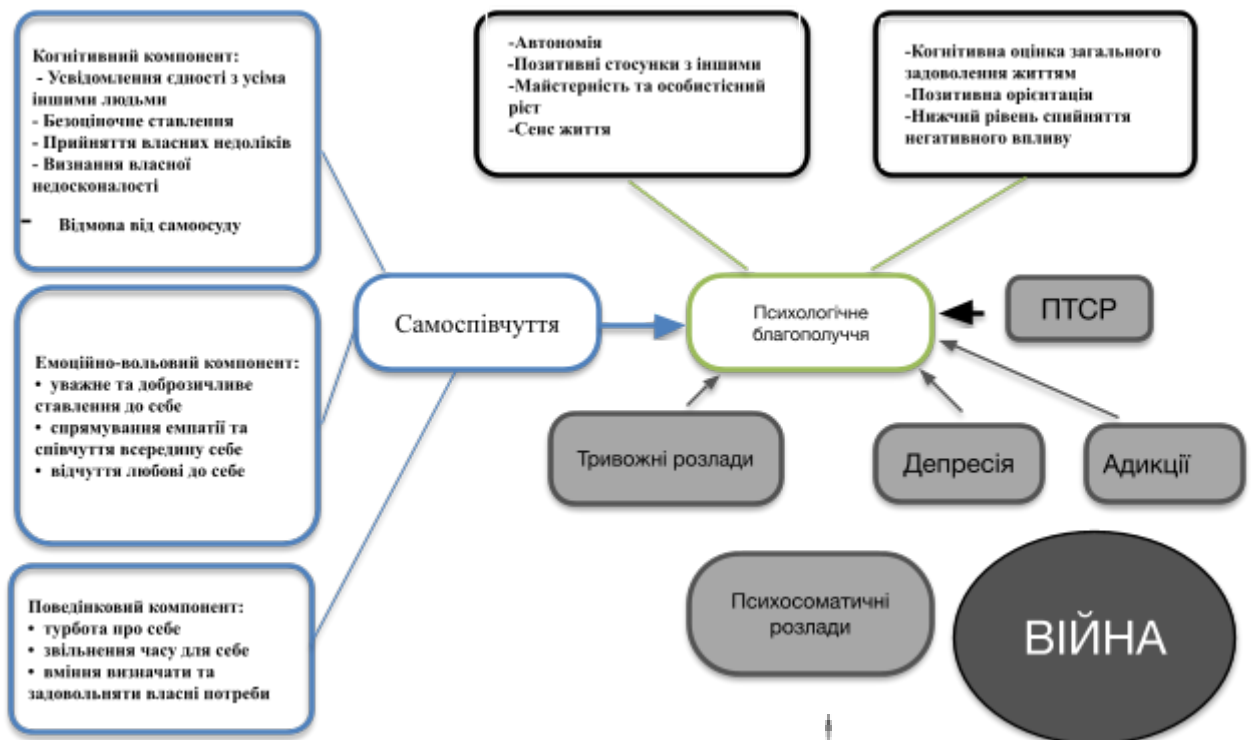 Когнитивний компонент:
- Усвідомлення єдності з усіма
іншими людьми
- Безоціночне ставлення
- Прийняття власних недоліків
- Визнання власної
недосконалості
- Відмова від самоосуду
Емоційно-вольовий компонент:
• уважне та доброзичливе
ставлення до себе
• спрямування емпатії та
співчуття всередину себе
• відчуття любові до себе
Поведінковий компонент:
• турбота про себе
• звільнення часу для себе
• вміння визначати та
задовольняти власні потреби
Самоспівчуття
-Автономія
-Позитивні стосунки з іншими
-Майстерність та особистісний
ріст
-Сенс життя
-Когнітивна оцінка загального
задоволення життям
-Позитивна орієнтація
-Нижчий рівень спийняття
негативного впливу
Психологічне
благополуччя
ПТСР
Тривожні розлади
Депресія
Адикції
Психосоматичні
розлади
ВІЙНА